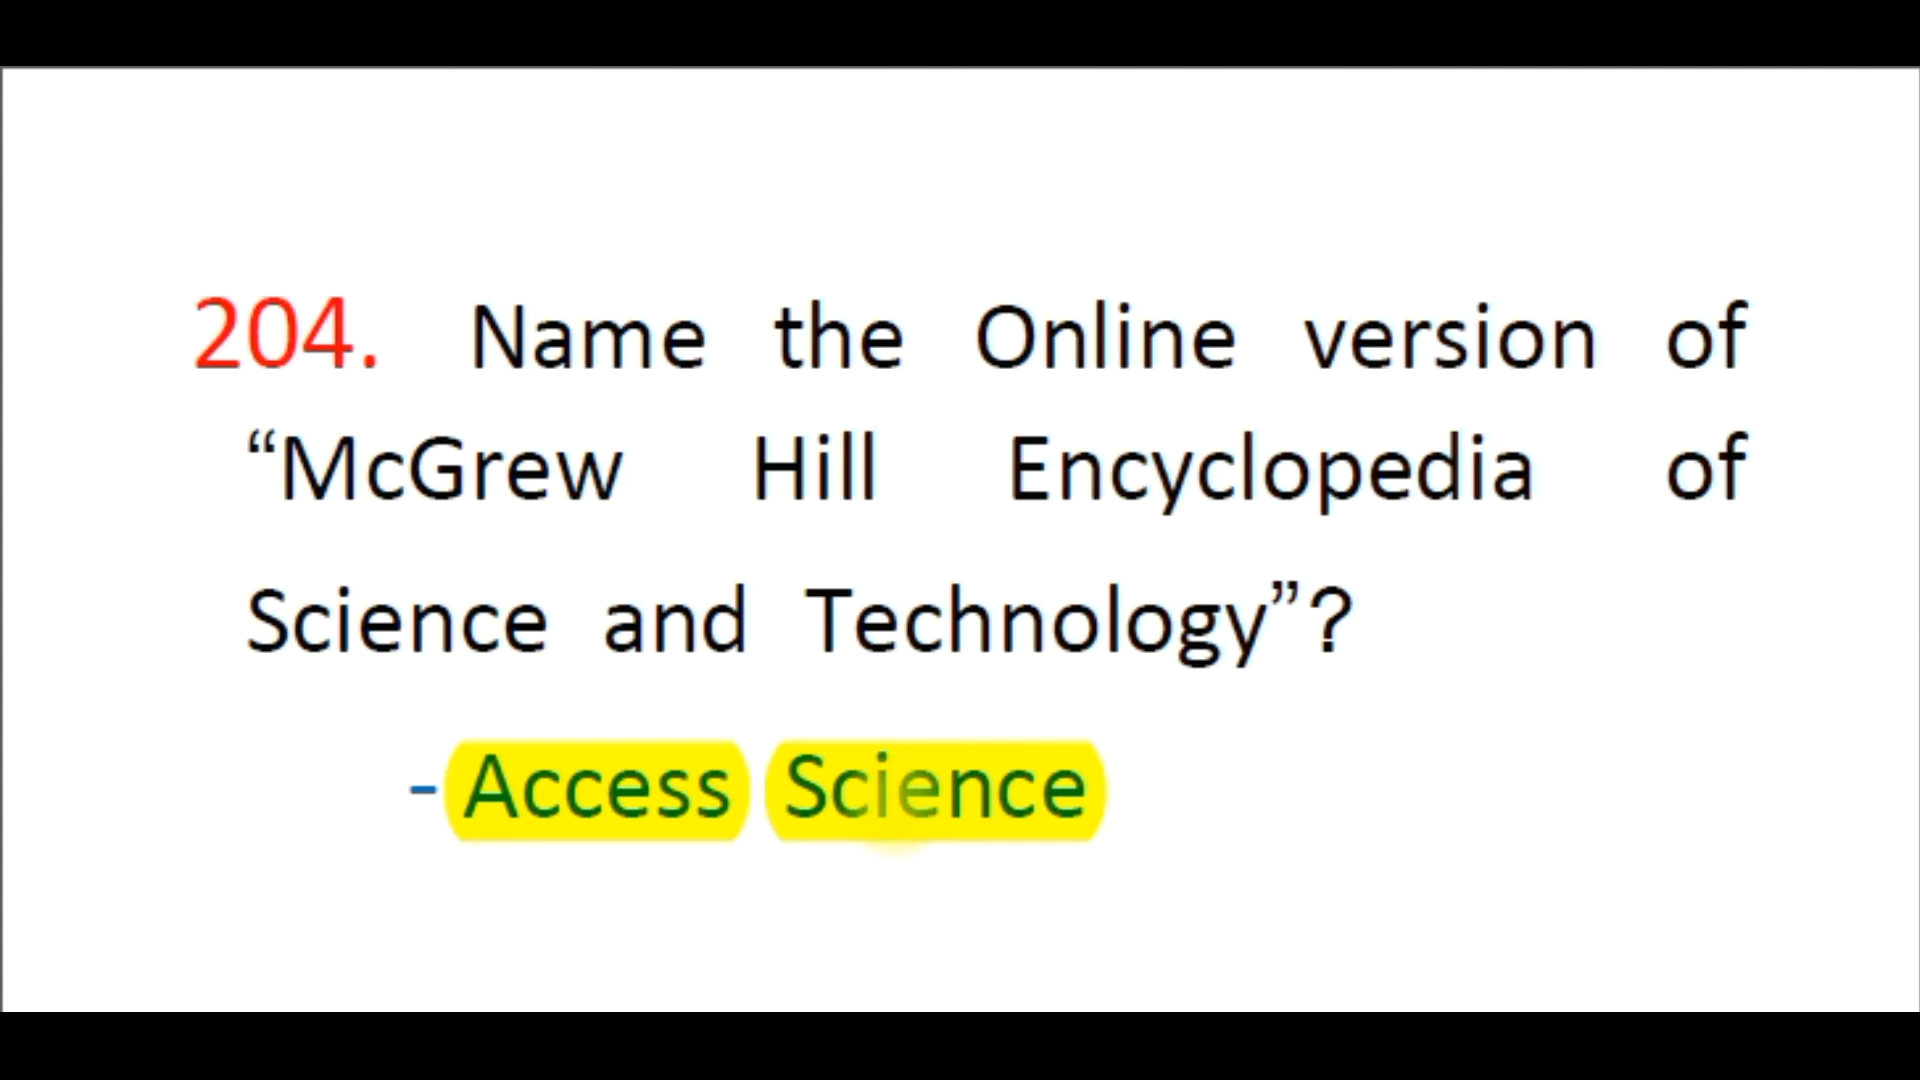 204. Name the Online version of
“McGrew Hill Encyclopedia of
Science and Technology”?
-Access Science